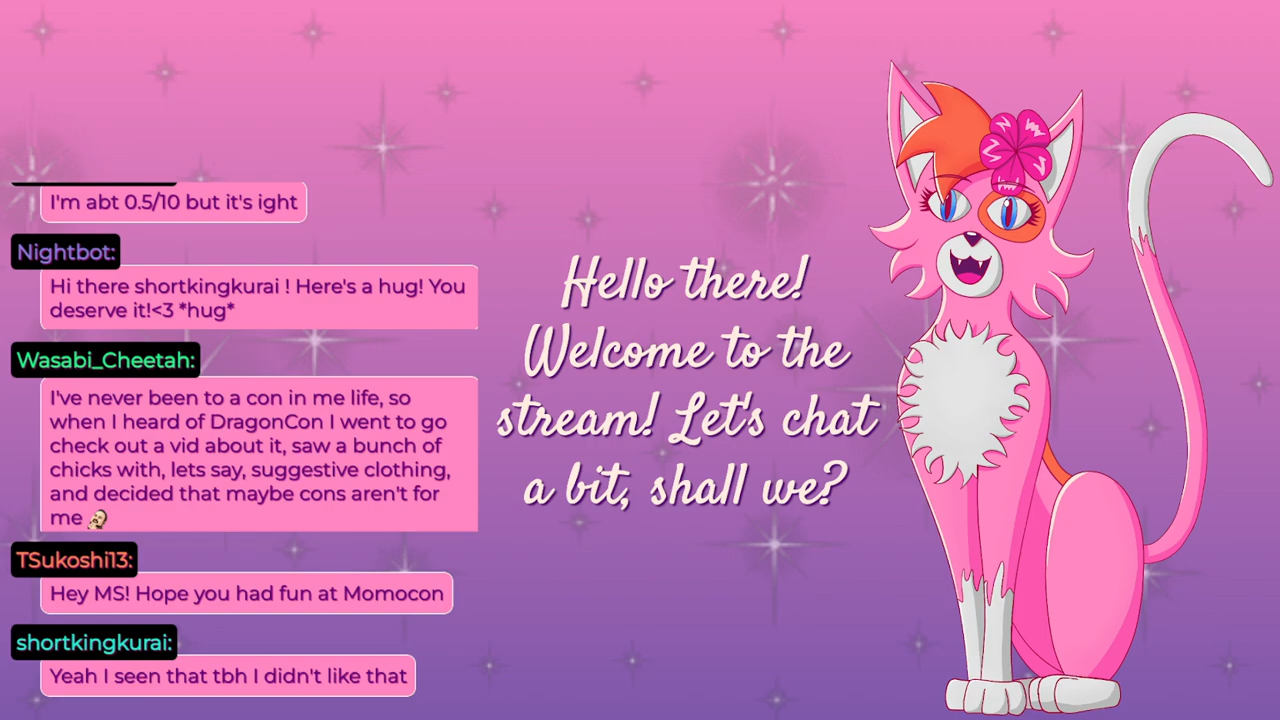 I'm abt 0.5/10 but it's ight
Nightbot:
Hi there shortkingkurai ! Here's a hug! You
deserve it!<3 *hug*
Wasabi_Cheetah:
I've never been to a con in me life, so
when I heard of DragonCon I went to go
check out a vid about it, saw a bunch of
chicks with, lets say, suggestive clothing,
and decided that maybe cons aren't for
me
TSukoshi13:
Hey MS! Hope you had fun at Momocon
shortkingkurai:
Yeah I seen that tbh I didn't like that
Hello there!
Welcome to the
stream! Let's chat
a bit, shall we?